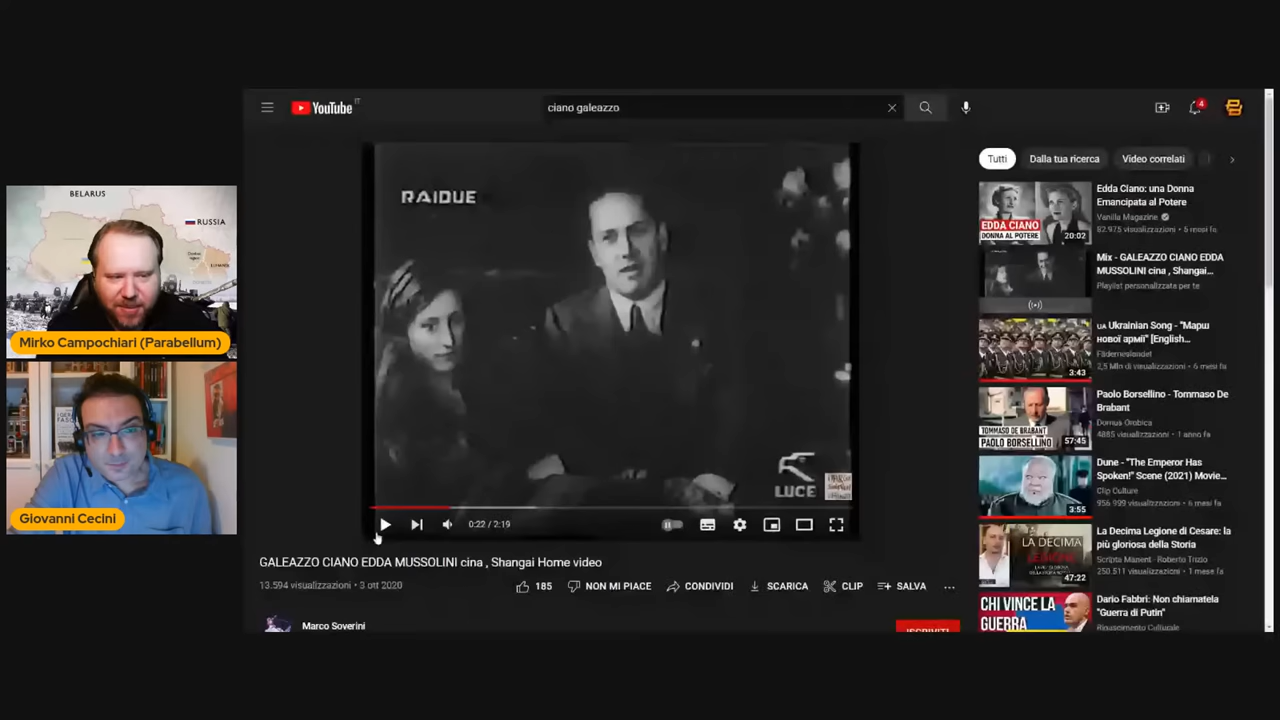 BELARUS
RUSSIA
Mirko Campochiari (Parabellum)
Giovanni Cecini
YouTube
IT
ciano galeazzo
4
RAIDUE
LUCE
0:22 / 2:19
GALEAZZO CIANO EDDA MUSSOLINI cina , Shangai Home video
13.594 visualizzazioni • 3 ott 2020
185
NON MI PIACE
CONDIVIDI
SCARICA
CLIP
SALVA
Marco Soverini
ISCRIVITI
Tutti
Dalla tua ricerca
Video correlati
EDDA CIANO
DONNA AL POTERE
20:02
Edda Ciano: una Donna
Emancipata al Potere
Vanilla Magazine
82.975 visualizzazioni • 5 mesi fa
Mix - GALEAZZO CIANO EDDA
MUSSOLINI cina , Shangai...
Playlist personalizzata per te
3:43
UA Ukrainian Song - "Марш
нової армії" [English...
Fäderneslandet
2,5 Mln di visualizzazioni • 6 mesi fa
TOMMASO DE BRABANT
PAOLO BORSELLINO
57:45
Paolo Borsellino - Tommaso De
Brabant
Domus Orobica
4885 visualizzazioni • 1 anno fa
3:55
Dune - "The Emperor Has
Spoken!" Scene (2021) Movie...
Clip Culture
956.999 visualizzazioni • 6 mesi fa
LA DECIMA
LEGIONE
47:22
La Decima Legione di Cesare: la
più gloriosa della Storia
Scripta Manent - Roberto Trizio
250.511 visualizzazioni • 1 mese fa
CHI VINCE LA
GUERRA
Dario Fabbri: Non chiamatela
"Guerra di Putin"
Rinascimento Culturale